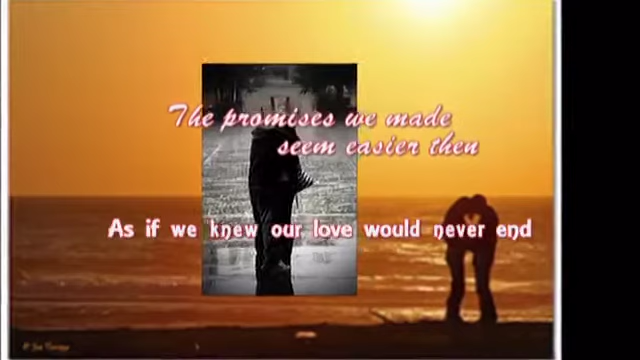 The promises we made
seem easier then
As if we knew our love would never end